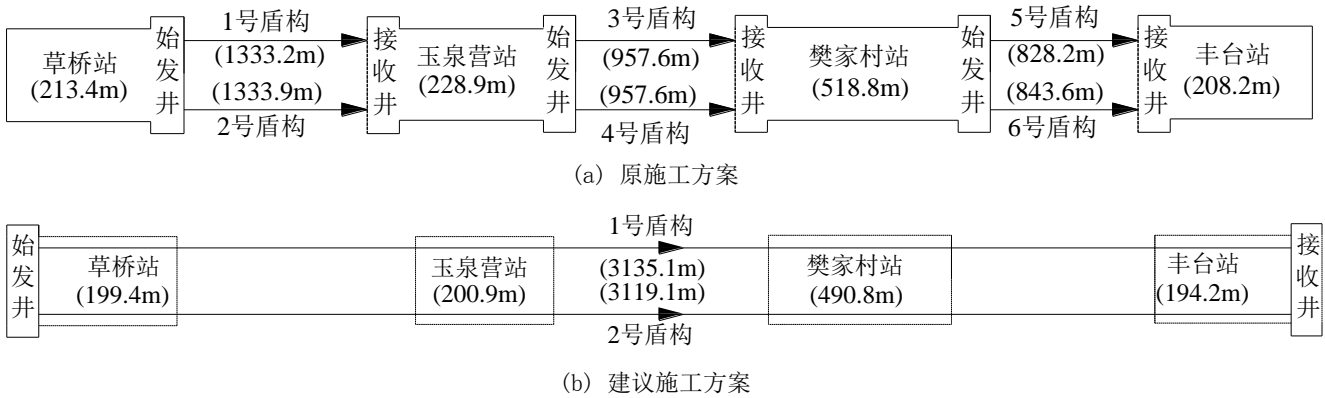 草桥站
(213.4m)
始发井
1号盾构
(1333.2m)
(1333.9m)
2号盾构
接收井
玉泉营站
(228.9m)
始发井
3号盾构
(957.6m)
(957.6m)
4号盾构
接收井
樊家村站
(518.8m)
始发井
5号盾构
(828.2m)
(843.6m)
6号盾构
接收井
丰台站
(208.2m)
(a) 原施工方案
始发井
草桥站
(199.4m)
玉泉营站
(200.9m)
1号盾构
(3135.1m)
(3119.1m)
2号盾构
樊家村站
(490.8m)
丰台站
(194.2m)
接收井
(b) 建议施工方案